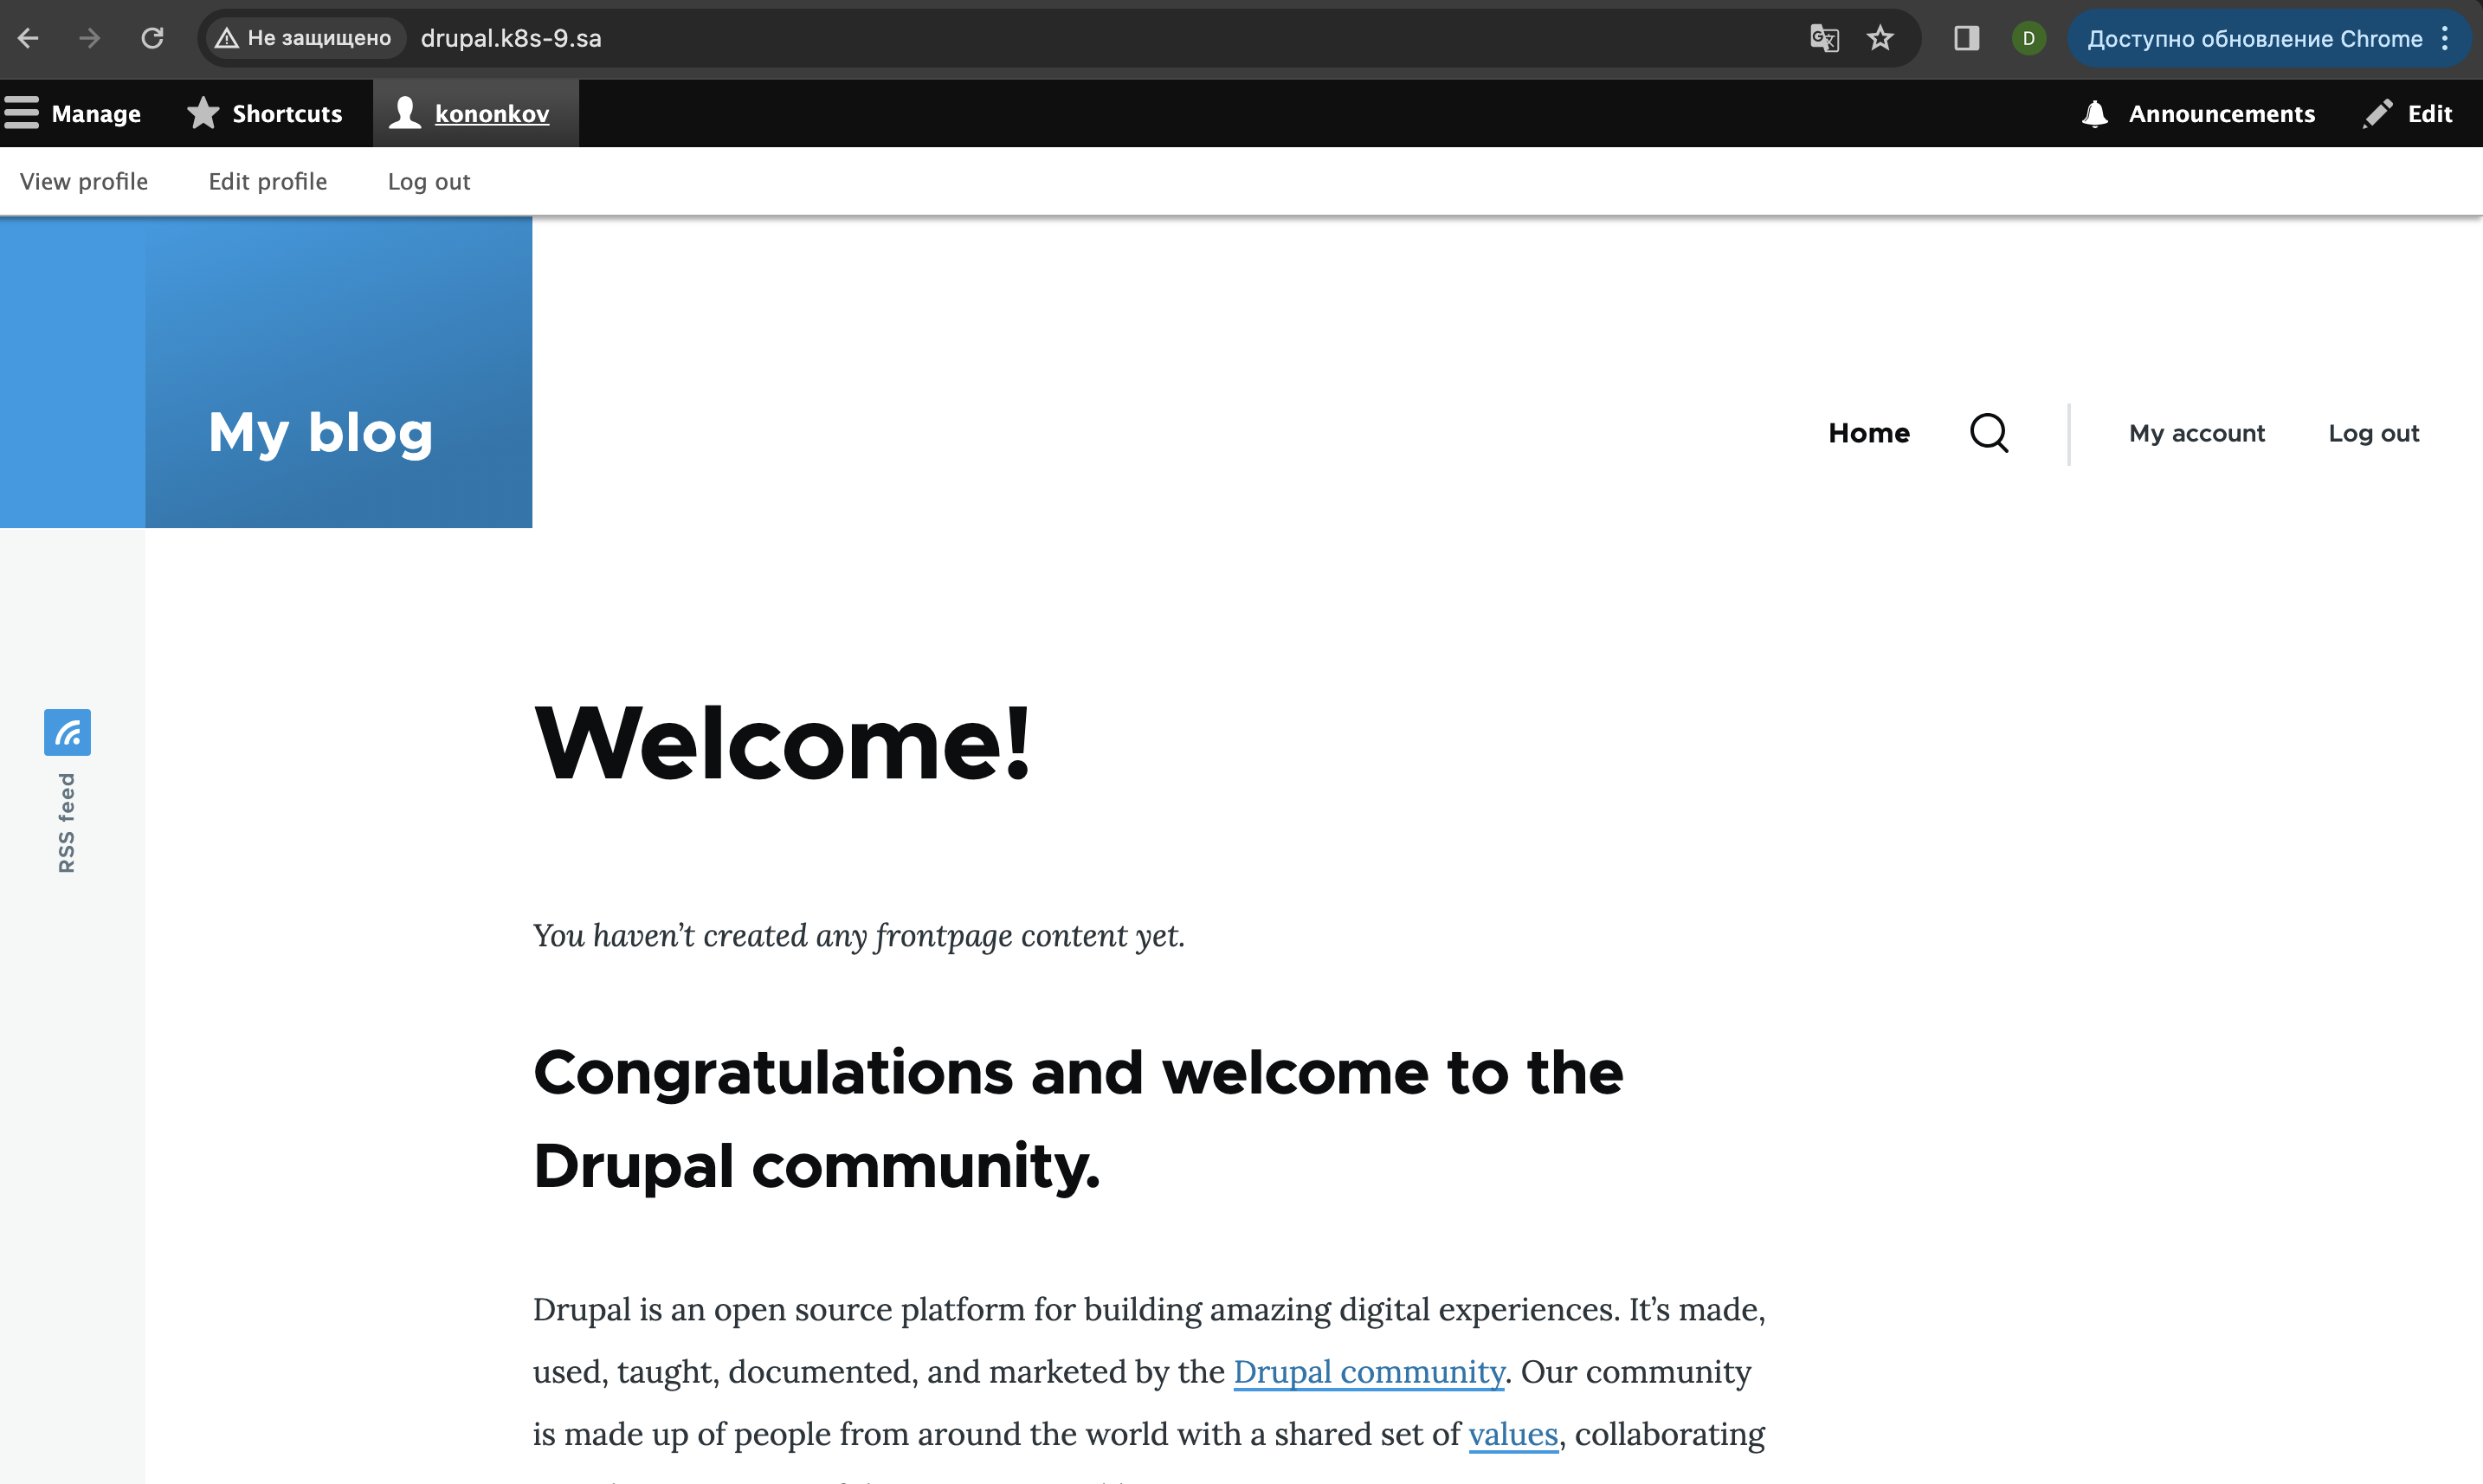 Не защищено drupal.k8s-9.sa D Доступно обновление Chrome
Manage Shortcuts kononkov Announcements Edit
View profile Edit profile Log out
My blog Home My account Log out
Welcome!
RSS feed
You haven’t created any frontpage content yet.
Congratulations and welcome to the
Drupal community.
Drupal is an open source platform for building amazing digital experiences. It’s made,
used, taught, documented, and marketed by the Drupal community. Our community
is made up of people from around the world with a shared set of values, collaborating